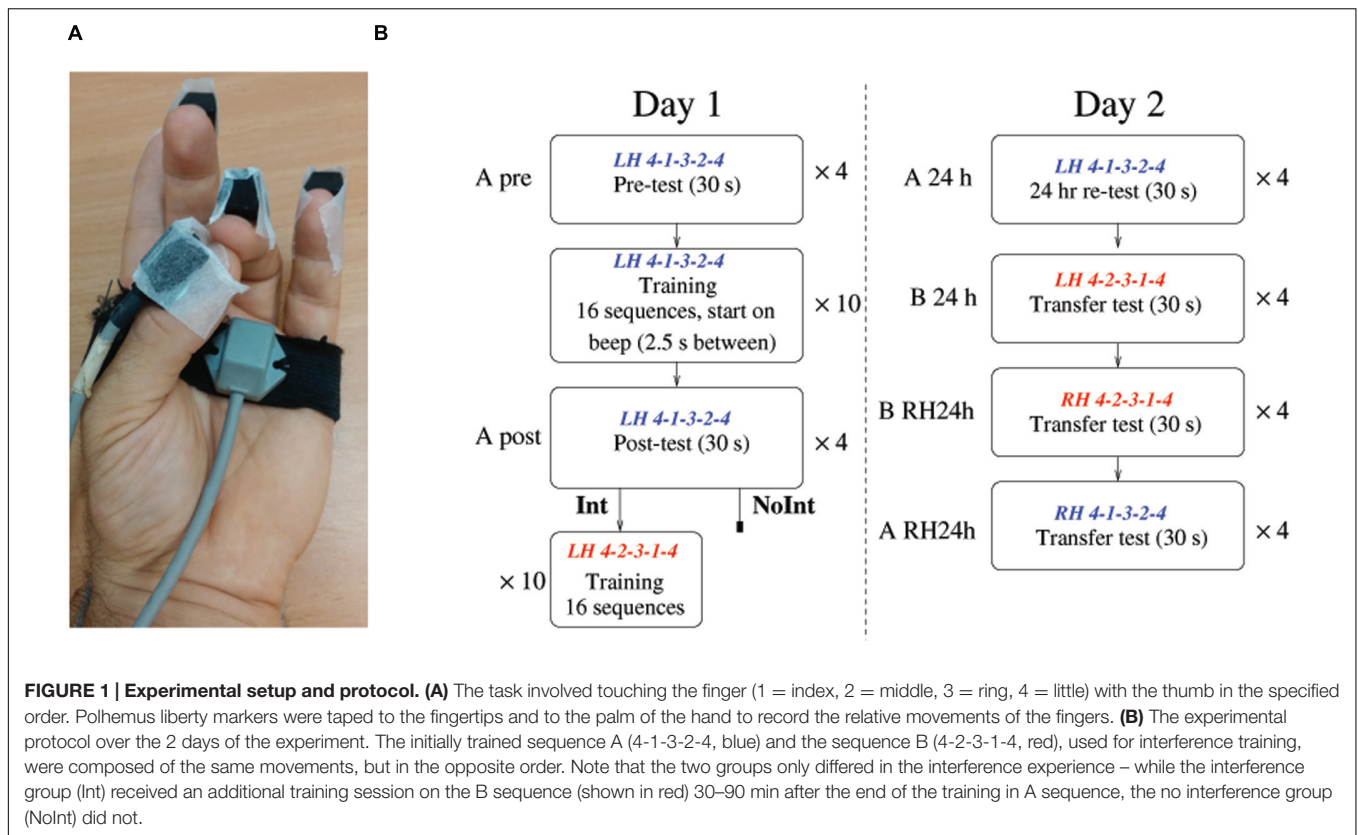 A
B
Day 1
A pre
LH 4-1-3-2-4
Pre-test (30 s)
× 4
LH 4-1-3-2-4
Training
16 sequences, start on
beep (2.5 s between)
× 10
A post
LH 4-1-3-2-4
Post-test (30 s)
× 4
Int
NoInt
× 10
LH 4-2-3-1-4
Training
16 sequences
Day 2
A 24 h
LH 4-1-3-2-4
24 hr re-test (30 s)
× 4
B 24 h
LH 4-2-3-1-4
Transfer test (30 s)
× 4
B RH24h
RH 4-2-3-1-4
Transfer test (30 s)
× 4
A RH24h
RH 4-1-3-2-4
Transfer test (30 s)
× 4
FIGURE 1 | Experimental setup and protocol. (A) The task involved touching the finger (1 = index, 2 = middle, 3 = ring, 4 = little) with the thumb in the specified
order. Polhemus liberty markers were taped to the fingertips and to the palm of the hand to record the relative movements of the fingers. (B) The experimental
protocol over the 2 days of the experiment. The initially trained sequence A (4-1-3-2-4, blue) and the sequence B (4-2-3-1-4, red), used for interference training,
were composed of the same movements, but in the opposite order. Note that the two groups only differed in the interference experience – while the interference
group (Int) received an additional training session on the B sequence (shown in red) 30–90 min after the end of the training in A sequence, the no interference group
(NoInt) did not.